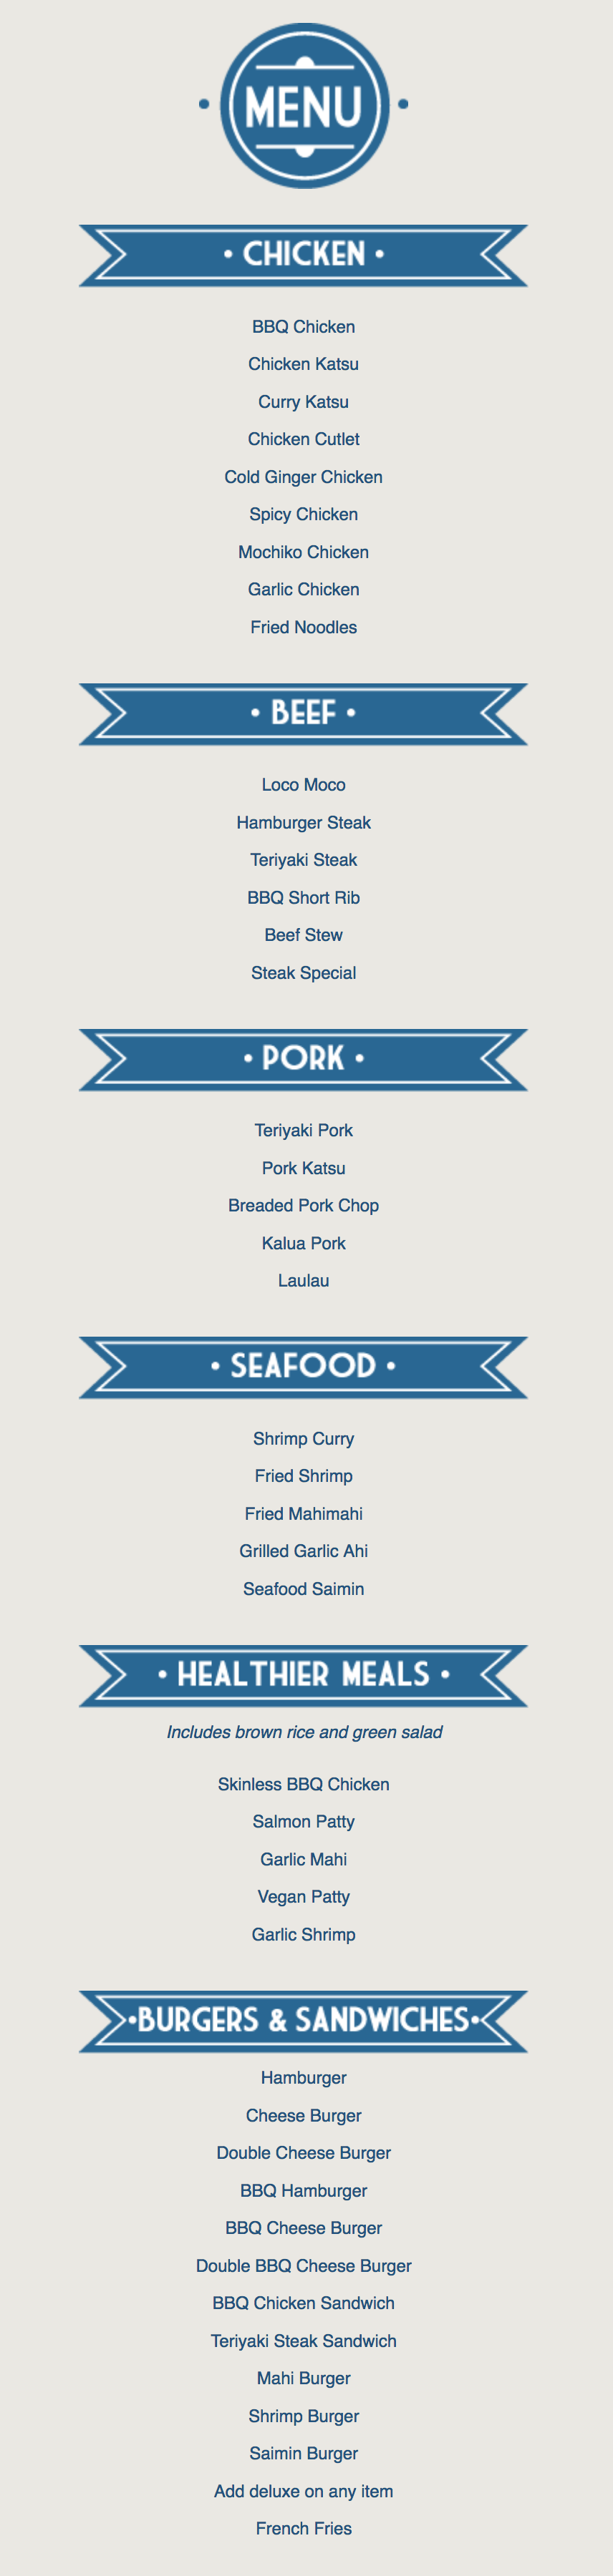 MENU
• CHICKEN •
BBQ Chicken
Chicken Katsu
Curry Katsu
Chicken Cutlet
Cold Ginger Chicken
Spicy Chicken
Mochiko Chicken
Garlic Chicken
Fried Noodles
• BEEF •
Loco Moco
Hamburger Steak
Teriyaki Steak
BBQ Short Rib
Beef Stew
Steak Special
• PORK •
Teriyaki Pork
Pork Katsu
Breaded Pork Chop
Kalua Pork
Laulau
• SEAFOOD •
Shrimp Curry
Fried Shrimp
Fried Mahimahi
Grilled Garlic Ahi
Seafood Saimin
• HEALTHIER MEALS •
Includes brown rice and green salad
Skinless BBQ Chicken
Salmon Patty
Garlic Mahi
Vegan Patty
Garlic Shrimp
•BURGERS & SANDWICHES•
Hamburger
Cheese Burger
Double Cheese Burger
BBQ Hamburger
BBQ Cheese Burger
Double BBQ Cheese Burger
BBQ Chicken Sandwich
Teriyaki Steak Sandwich
Mahi Burger
Shrimp Burger
Saimin Burger
Add deluxe on any item
French Fries